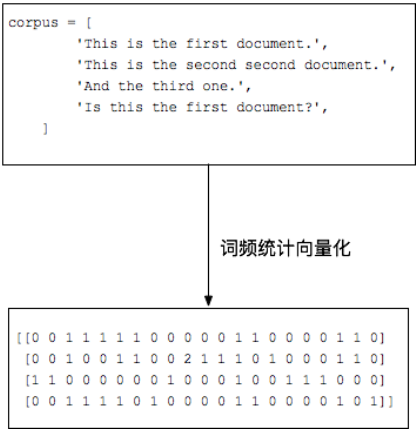 corpus = [
'This is the first document.',
'This is the second second document.',
'And the third one.',
'Is this the first document?',
]
词频统计向量化
[[0 0 1 1 1 1 1 0 0 0 0 0 1 1 0 0 0 0 1 1 0]
[0 0 1 0 0 1 1 0 0 2 1 1 1 0 1 0 0 0 1 1 0]
[1 1 0 0 0 0 0 0 1 0 0 0 1 0 0 1 1 1 0 0 0]
[0 0 1 1 1 1 0 1 0 0 0 0 1 1 0 0 0 0 1 0 1]]